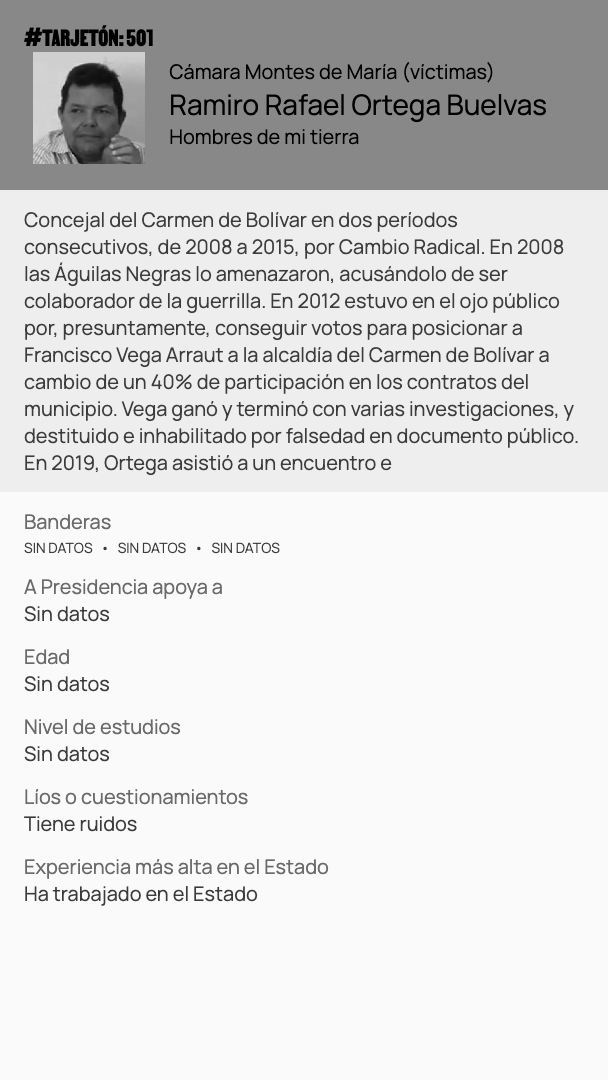 #TARJETÓN: 501
Cámara Montes de María (víctimas)
Ramiro Rafael Ortega Buelvas
Hombres de mi tierra
Concejal del Carmen de Bolívar en dos períodos
consecutivos, de 2008 a 2015, por Cambio Radical. En 2008
las Águilas Negras lo amenazaron, acusándolo de ser
colaborador de la guerrilla. En 2012 estuvo en el ojo público
por, presuntamente, conseguir votos para posicionar a
Francisco Vega Arraut a la alcaldía del Carmen de Bolívar a
cambio de un 40% de participación en los contratos del
municipio. Vega ganó y terminó con varias investigaciones, y
destituido e inhabilitado por falsedad en documento público.
En 2019, Ortega asistió a un encuentro e
Banderas
SIN DATOS • SIN DATOS • SIN DATOS
A Presidencia apoya a
Sin datos
Edad
Sin datos
Nivel de estudios
Sin datos
Líos o cuestionamientos
Tiene ruidos
Experiencia más alta en el Estado
Ha trabajado en el Estado